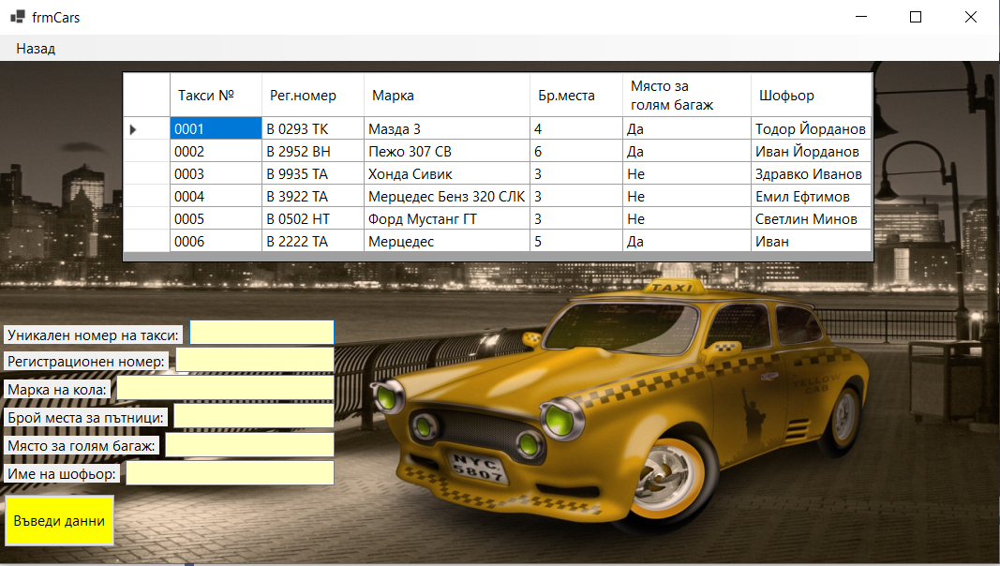 frmCars
Назад
Такси № Рег.номер Марка Бр.места Място за голям багаж Шофьор
0001 В 0293 ТК Мазда 3 4 Да Тодор Йорданов
0002 В 2952 ВН Пежо 307 СВ 6 Да Иван Йорданов
0003 В 9935 ТА Хонда Сивик 3 Не Здравко Иванов
0004 В 3922 ТА Мерцедес Бенз 320 СЛК 3 Не Емил Ефтимов
0005 В 0502 НТ Форд Мустанг ГТ 3 Не Светлин Минов
0006 В 2222 ТА Мерцедес 5 Да Иван
TAXI
Уникален номер на такси:
Регистрационен номер:
Марка на кола:
Брой места за пътници:
Място за голям багаж:
Име на шофьор:
YELLOW
CAB
NYC
5807
Въведи данни